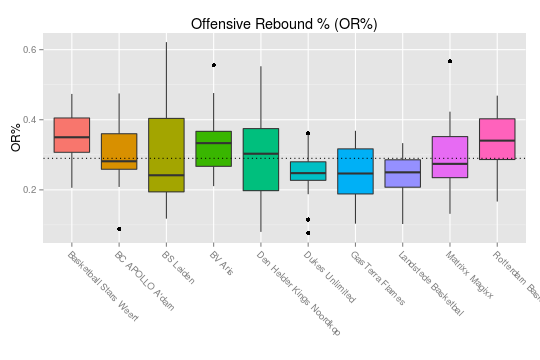 Offensive Rebound % (OR%)
OR%
0.6
0.4
0.2
Basketball Stars Weert
BC APOLLO A'dam
BS Leiden
BV Aris
Den Helder Kings Noordkop
Dukes Unlimited
GasTerra Flames
Landstede Basketbal
Matrixx Magixx
Rotterdam Bas